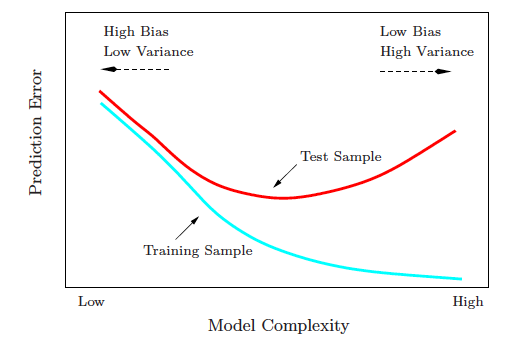 High Bias
Low Variance
Low Bias
High Variance
Prediction Error
Test Sample
Training Sample
Low
High
Model Complexity